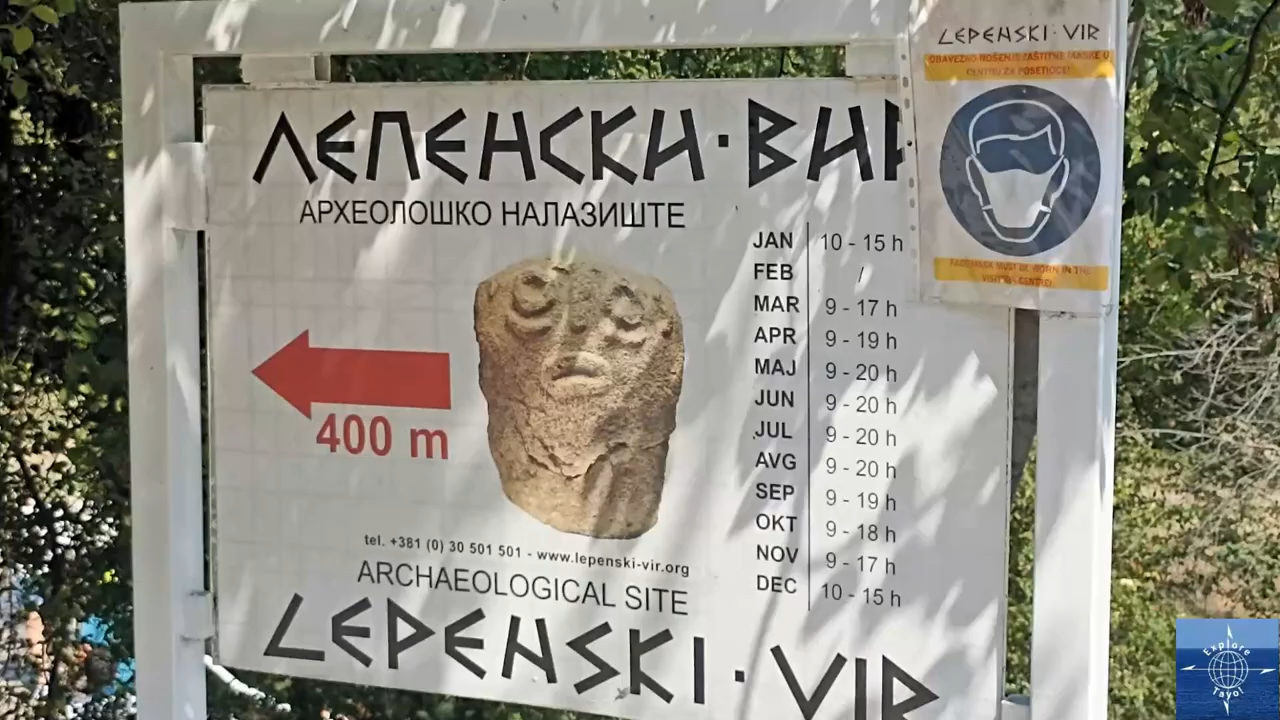 ЛЕПЕНСКИ · ВИ
АРХЕОЛОШКО НАЛАЗИШТЕ
400 m
JAN 10 - 15 h
FEB /
MAR 9 - 17 h
APR 9 - 19 h
MAJ 9 - 20 h
JUN 9 - 20 h
JUL 9 - 20 h
AVG 9 - 20 h
SEP 9 - 19 h
OKT 9 - 18 h
NOV 9 - 17 h
DEC 10 - 15 h
tel. +381 (0) 30 501 501 - www.lepenski-vir.org
ARCHAEOLOGICAL SITE
LEPENSKI · VIR
LEPENSKI · VIR
OBAVEZNO NOŠENJE ZAŠTITNE MASKE U
CENTRU ZA POSETIOCE!
FACEMASK MUST BE WORN IN THE
VISITORS CENTRE!
Explore
Tayo!